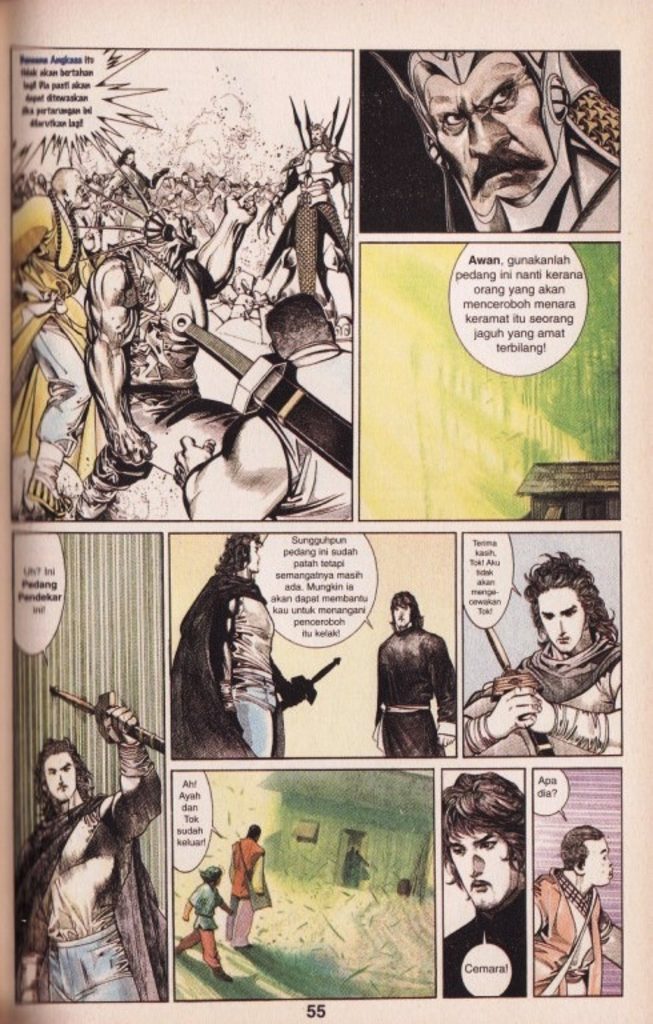 Pahana Angkasa itu
tidak akan bertahan
lagi! Dia pasti akan
dapat ditewaskan
jika pertarungan ini
diteruskan lagi!
Awan, gunakanlah
pedang ini nanti kerana
orang yang akan
menceroboh menara
keramat itu seorang
jaguh yang amat
terbilang!
Uh? Ini
Pedang
Pendekar
ini!
Sungguhpun
pedang ini sudah
patah tetapi
semangatnya masih
ada. Mungkin ia
akan dapat membantu
kau untuk menangani
penceroboh
itu kelak!
Terima
kasih,
Tok! Aku
tidak
akan
menge-
cewakan
Tok!
Ah!
Ayah
dan
Tok
sudah
keluar!
Cemara!
Apa
dia?
55